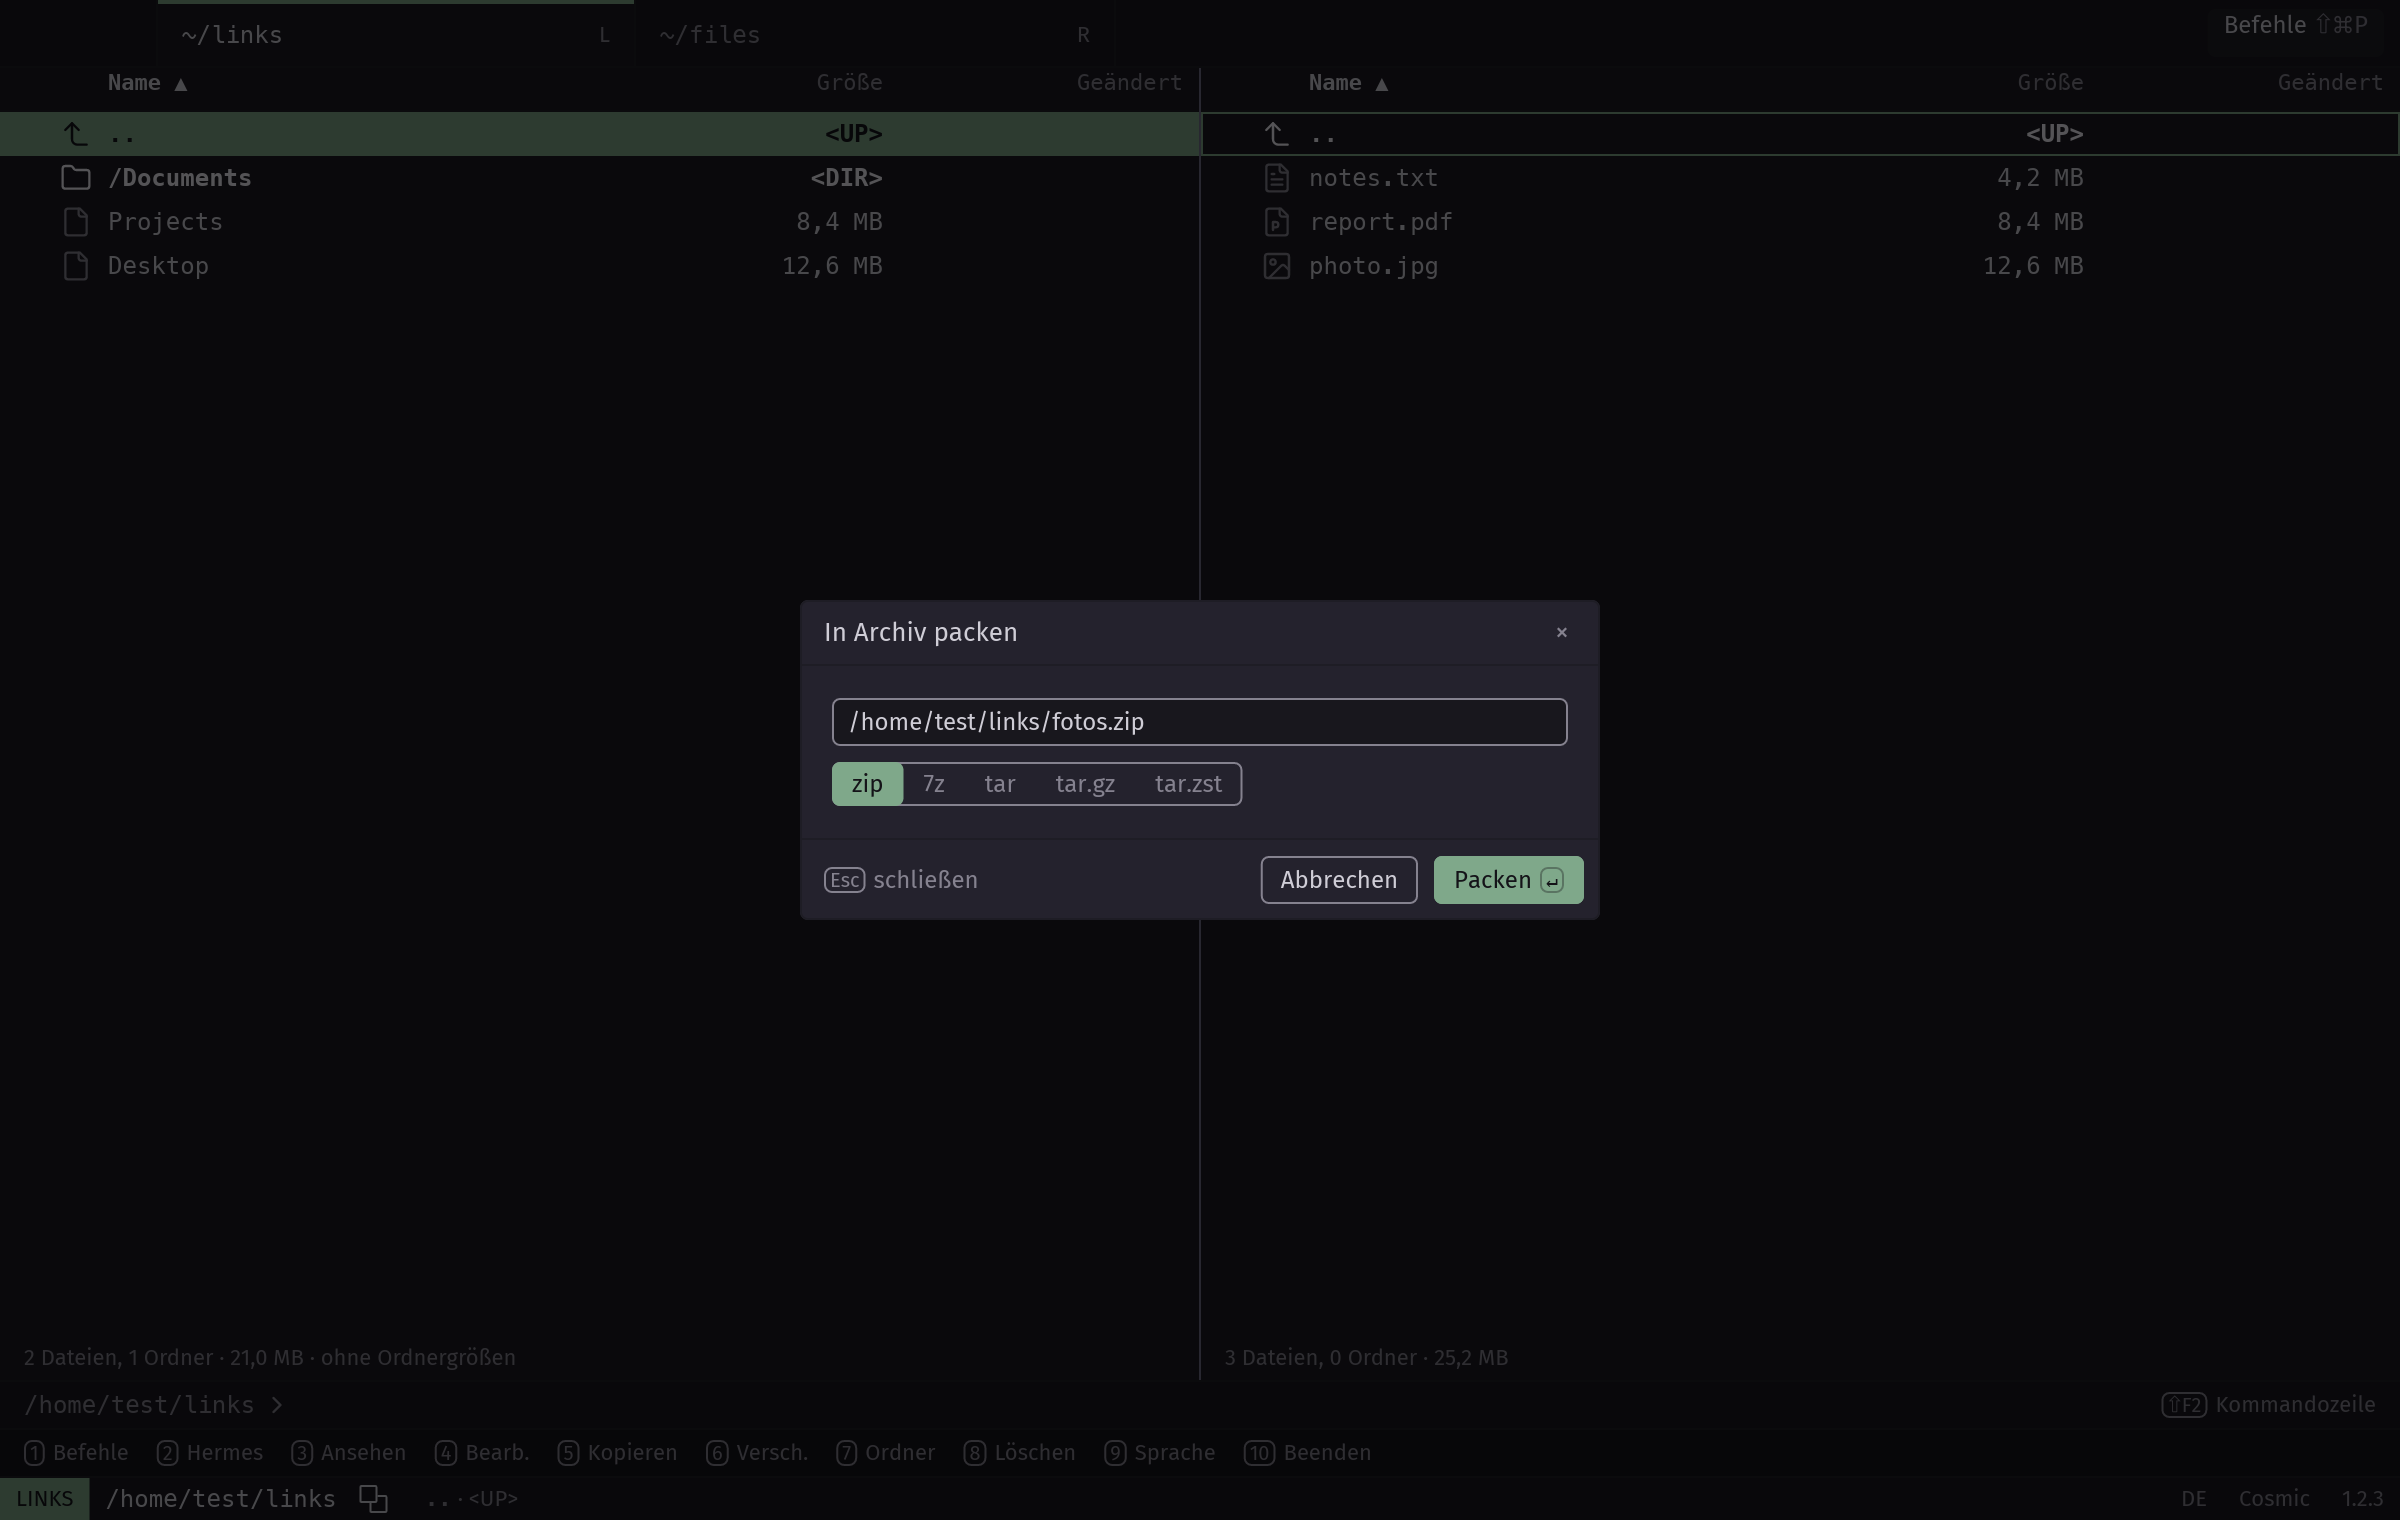 ~/links L ~/files R Befehle ⇧⌘P
Name ▲ Größe Geändert Name ▲ Größe Geändert
.. <UP> .. <UP>
/Documents <DIR> notes.txt 4,2 MB
Projects 8,4 MB report.pdf 8,4 MB
Desktop 12,6 MB photo.jpg 12,6 MB
In Archiv packen ×
/home/test/links/fotos.zip
zip 7z tar tar.gz tar.zst
Esc schließen Abbrechen Packen ↵
2 Dateien, 1 Ordner · 21,0 MB · ohne Ordnergrößen 3 Dateien, 0 Ordner · 25,2 MB
/home/test/links > ⇧F2 Kommandozeile
1 Befehle 2 Hermes 3 Ansehen 4 Bearb. 5 Kopieren 6 Versch. 7 Ordner 8 Löschen 9 Sprache 10 Beenden
LINKS /home/test/links .. · <UP> DE Cosmic 1.2.3